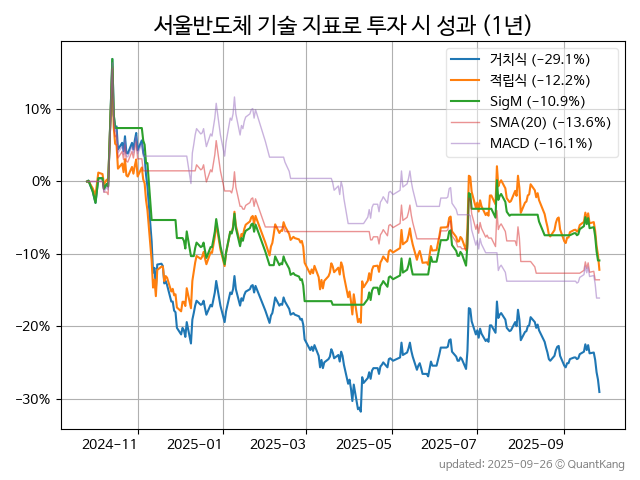 서울반도체 기술 지표로 투자 시 성과 (1년)
거치식 (−29.1%)
적립식 (−12.2%)
SigM (−10.9%)
SMA(20) (−13.6%)
MACD (−16.1%)
10%
0%
−10%
−20%
−30%
2024−11
2025−01
2025−03
2025−05
2025−07
2025−09
updated: 2025-09-26 © QuantKang